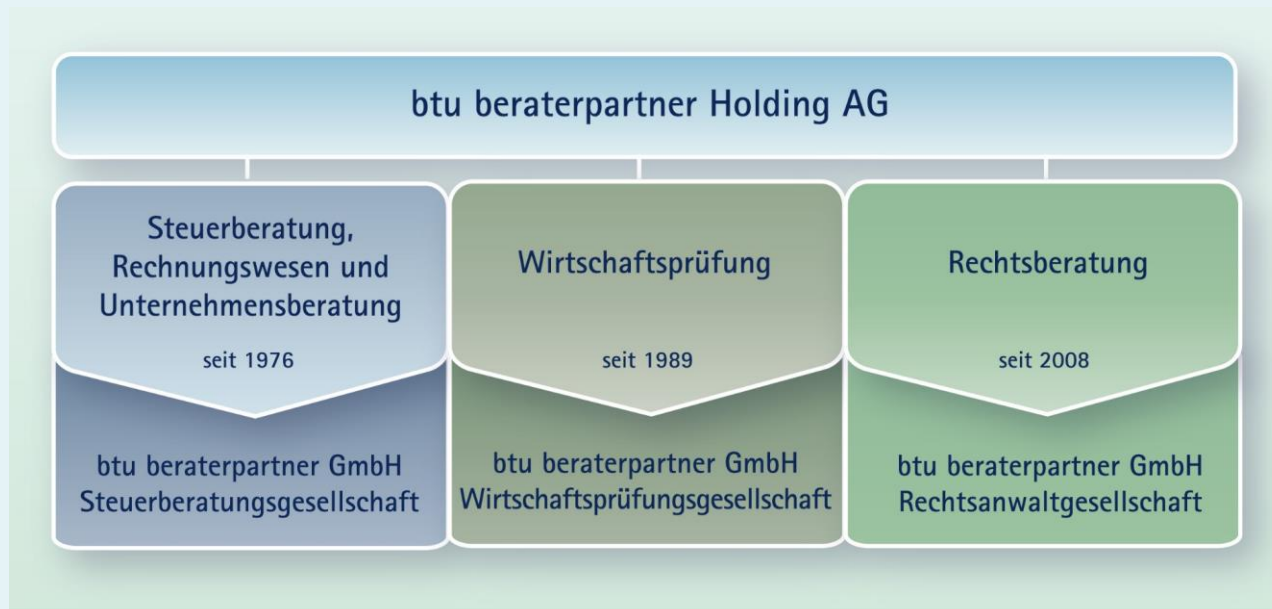 btu beraterpartner Holding AG
Steuerberatung,
Rechnungswesen und
Unternehmensberatung
seit 1976
btu beraterpartner GmbH
Steuerberatungsgesellschaft
Wirtschaftsprüfung
seit 1989
btu beraterpartner GmbH
Wirtschaftsprüfungsgesellschaft
Rechtsberatung
seit 2008
btu beraterpartner GmbH
Rechtsanwaltgesellschaft